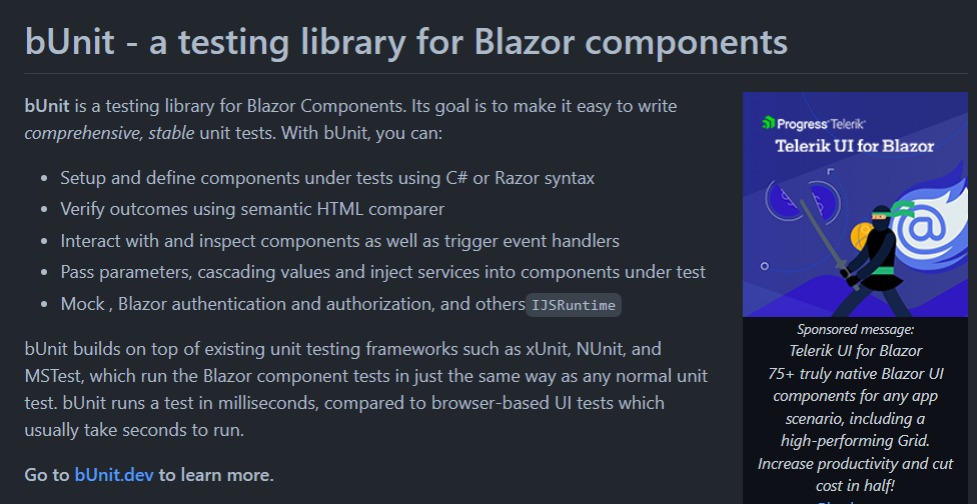 bUnit - a testing library for Blazor components
bUnit is a testing library for Blazor Components. Its goal is to make it easy to write
comprehensive, stable unit tests. With bUnit, you can:
• Setup and define components under tests using C# or Razor syntax
• Verify outcomes using semantic HTML comparer
• Interact with and inspect components as well as trigger event handlers
• Pass parameters, cascading values and inject services into components under test
• Mock , Blazor authentication and authorization, and others IJSRuntime
bUnit builds on top of existing unit testing frameworks such as xUnit, NUnit, and
MSTest, which run the Blazor component tests in just the same way as any normal unit
test. bUnit runs a test in milliseconds, compared to browser-based UI tests which
usually take seconds to run.
Go to bUnit.dev to learn more.
Progress Telerik
Telerik UI for Blazor
@
Sponsored message:
Telerik UI for Blazor
75+ truly native Blazor UI
components for any app
scenario, including a
high-performing Grid.
Increase productivity and cut
cost in half!